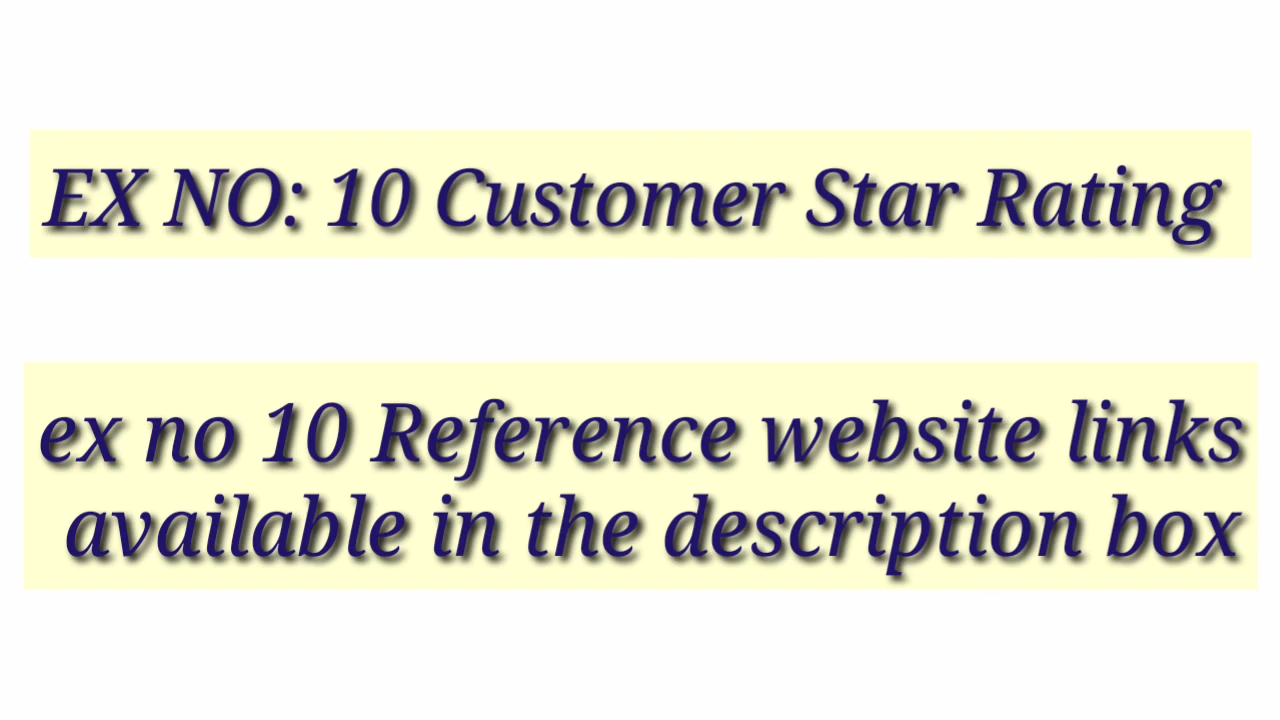 EX NO: 10 Customer Star Rating
ex no 10 Reference website links
available in the description box